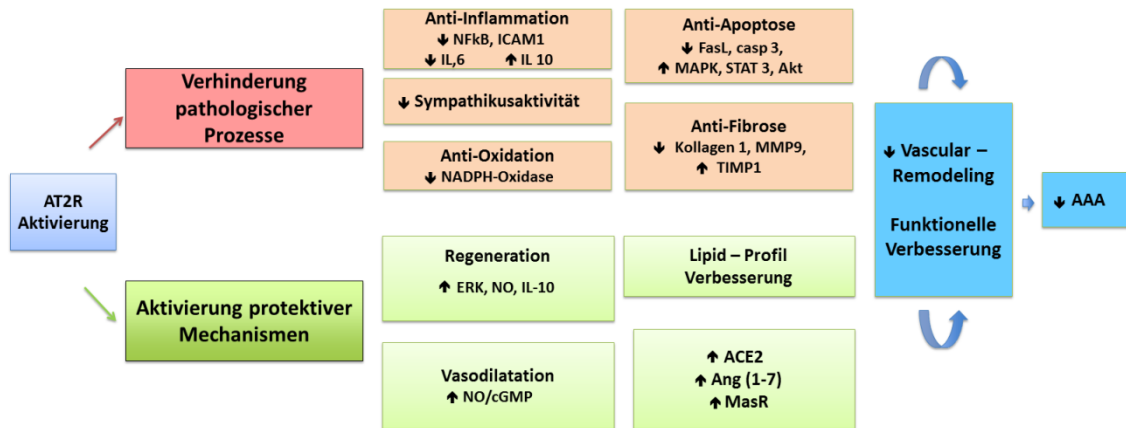 AT2R
Aktivierung
Verhinderung
pathologischer
Prozesse
Anti-Inflammation
↓ NFkB, ICAM1
↓ IL,6 ↑ IL 10
↓ Sympathikusaktivität
Anti-Oxidation
↓ NADPH-Oxidase
Anti-Apoptose
↓ FasL, casp 3,
↑ MAPK, STAT 3, Akt
Anti-Fibrose
↓ Kollagen 1, MMP9,
↑ TIMP1
Aktivierung protektiver
Mechanismen
Regeneration
↑ ERK, NO, IL-10
Vasodilatation
↑ NO/cGMP
Lipid – Profil
Verbesserung
↑ ACE2
↑ Ang (1-7)
↑ MasR
↓ Vascular –
Remodeling
Funktionelle
Verbesserung
↓ AAA